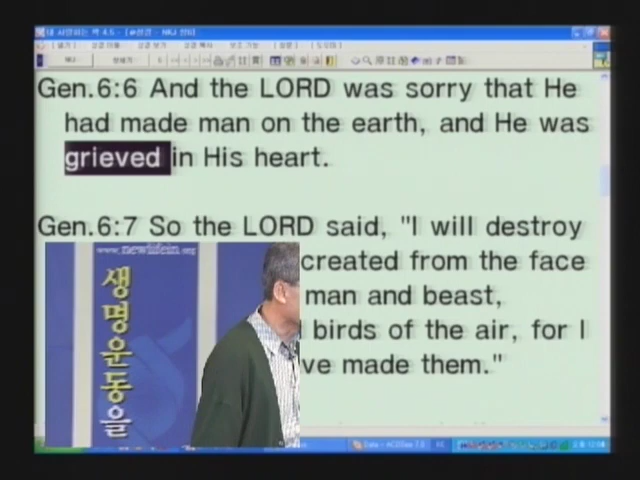 Gen.6:6 And the LORD was sorry that He
had made man on the earth, and He was
grieved in His heart.
Gen.6:7 So the LORD said, "I will destroy
created from the face
man and beast,
birds of the air, for I
ve made them."
www.newlifein.org
생
명
운
동
을